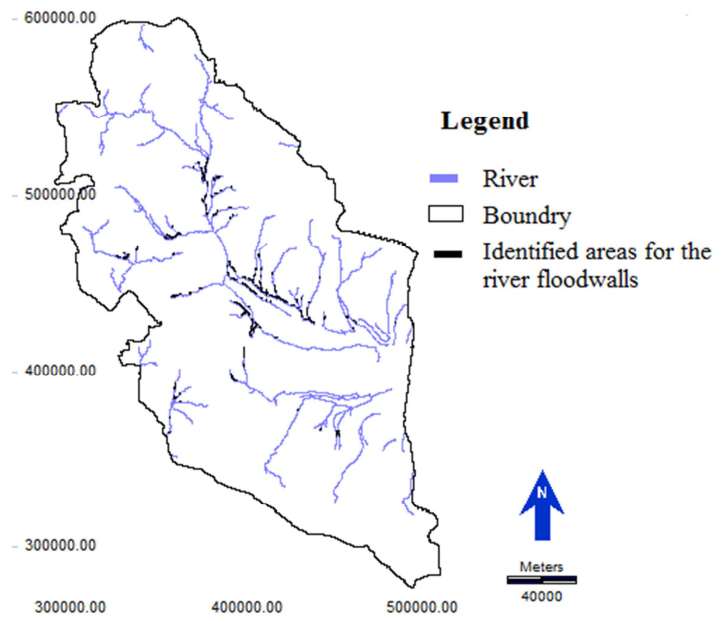 600000.00
Legend
River
500000.00
Boundry
Identified areas for the
river floodwalls
400000.00
N
300000.00
Meters
40000
300000.00
400000.00
500000.00